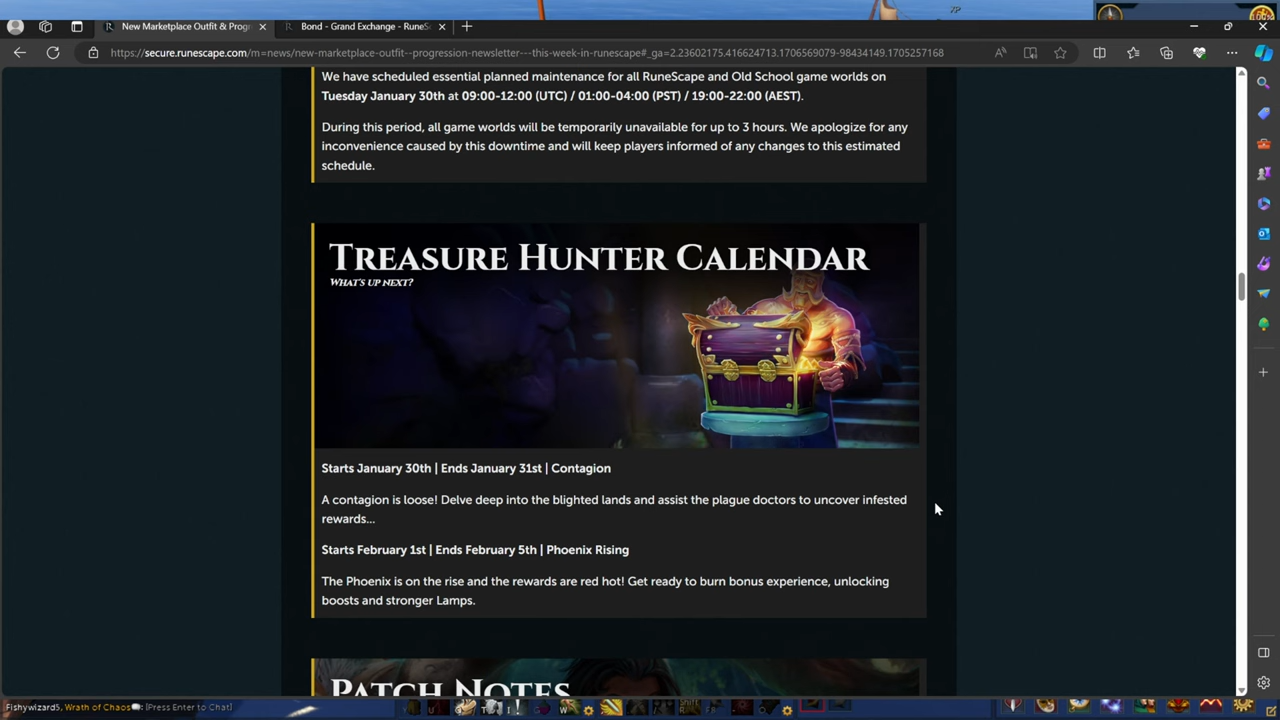 New Marketplace Outfit & Progr
Bond - Grand Exchange - RuneSc
https://secure.runescape.com/m=news/new-marketplace-outfit--progression-newsletter---this-week-in-runescape#_ga=2.23602175.416624713.1706569079-98434149.1705257168
We have scheduled essential planned maintenance for all RuneScape and Old School game worlds on
Tuesday January 30th at 09:00-12:00 (UTC) / 01:00-04:00 (PST) / 19:00-22:00 (AEST).
During this period, all game worlds will be temporarily unavailable for up to 3 hours. We apologize for any
inconvenience caused by this downtime and will keep players informed of any changes to this estimated
schedule.
TREASURE HUNTER CALENDAR
WHAT'S UP NEXT?
Starts January 30th | Ends January 31st | Contagion
A contagion is loose! Delve deep into the blighted lands and assist the plague doctors to uncover infested
rewards...
Starts February 1st | Ends February 5th | Phoenix Rising
The Phoenix is on the rise and the rewards are red hot! Get ready to burn bonus experience, unlocking
boosts and stronger Lamps.
PATCH NOTES
Fishywizard5, Wrath of Chaos: [Press Enter to Chat]